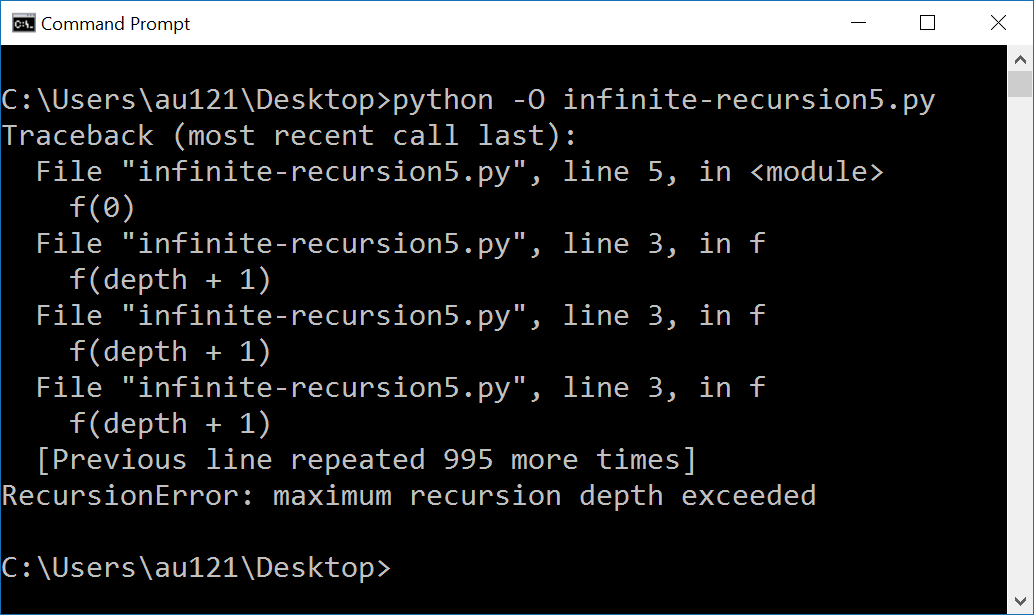 Command Prompt
C:\Users\au121\Desktop>python -O infinite-recursion5.py
Traceback (most recent call last):
  File "infinite-recursion5.py", line 5, in <module>
    f(0)
  File "infinite-recursion5.py", line 3, in f
    f(depth + 1)
  File "infinite-recursion5.py", line 3, in f
    f(depth + 1)
  File "infinite-recursion5.py", line 3, in f
    f(depth + 1)
  [Previous line repeated 995 more times]
RecursionError: maximum recursion depth exceeded
C:\Users\au121\Desktop>